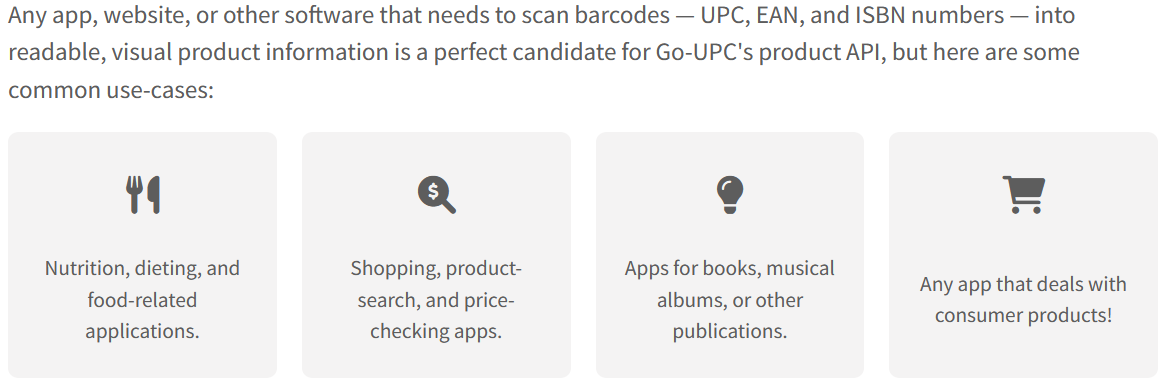 Any app, website, or other software that needs to scan barcodes — UPC, EAN, and ISBN numbers — into
readable, visual product information is a perfect candidate for Go-UPC's product API, but here are some
common use-cases:
$
Nutrition, dieting, and
food-related
applications.
Shopping, product-
search, and price-
checking apps.
Apps for books, musical
albums, or other
publications.
Any app that deals with
consumer products!